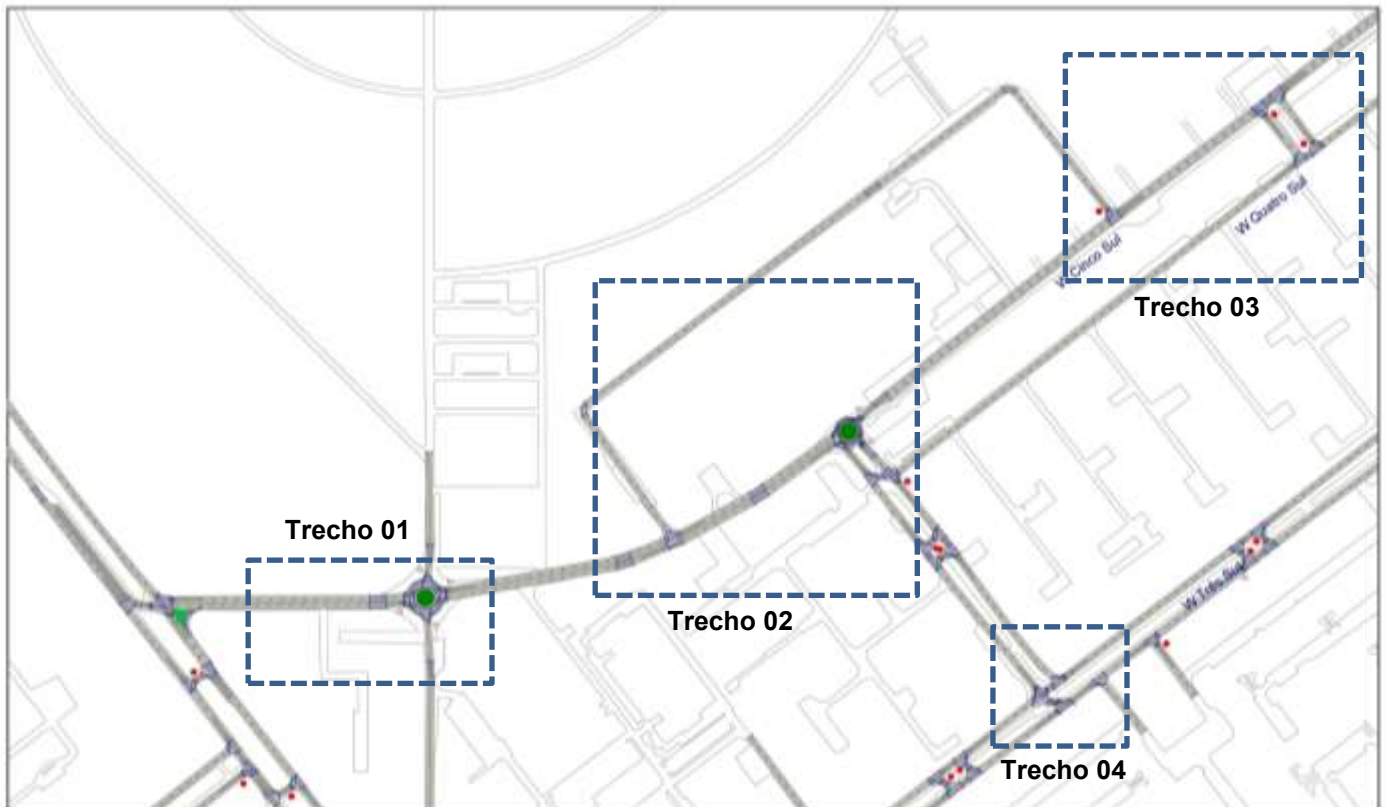 W Quatro Sul
W Cinco Sul
Trecho 03
Trecho 01
Trecho 02
W Três Sul
Trecho 04